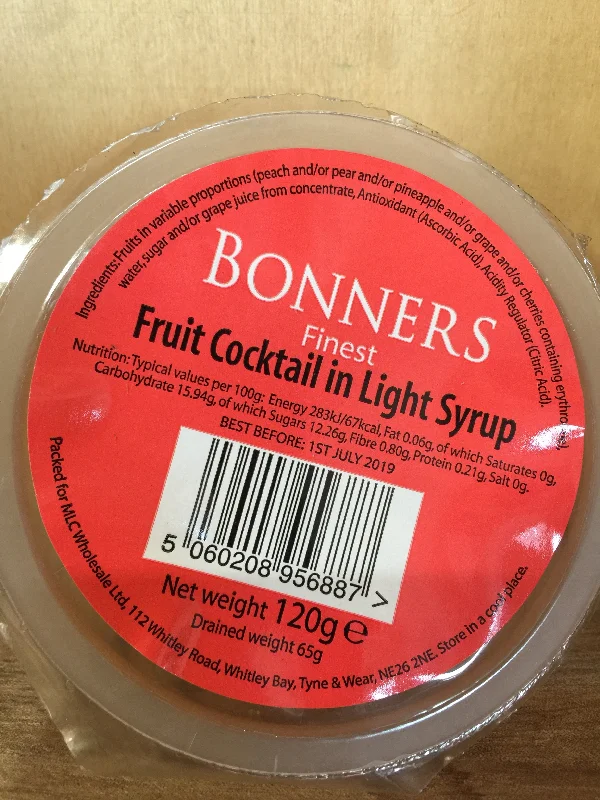 Ingredients: Fruits in variable proportions (peach and/or pear and/or pineapple and/or grape and/or cherries containing
water, sugar and/or grape juice from concentrate, Antioxidant (Ascorbic Acid), Acidity Regulator (Citric Acid).
BONNERS
Finest
Fruit Cocktail in Light Syrup
Nutrition: Typical values per 100g: Energy 283kJ/67kcal, Fat 0.06g, of which Saturates 0g,
Carbohydrate 15.94g, of which Sugars 12.26g, Fibre 0.80g, Protein 0.21g, Salt 0g.
BEST BEFORE: 1ST JULY 2019
5 060208 956887 >
Net weight 120g e
Drained weight 65g
Packed for MLC Wholesale Ltd, 112 Whitley Road, Whitley Bay, Tyne & Wear, NE26 2NE. Store in a cool place.